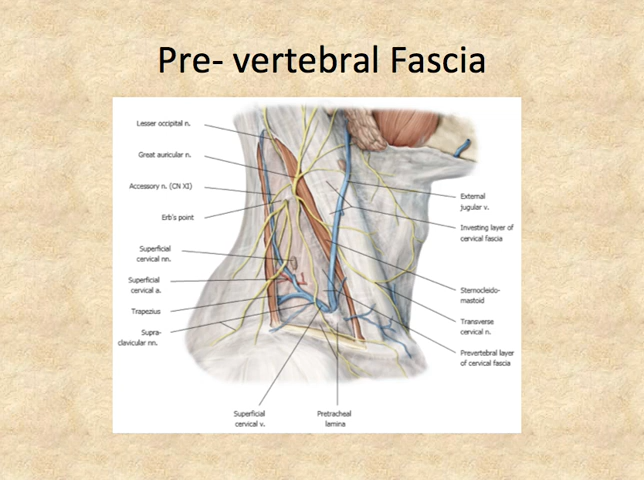 Pre- vertebral Fascia
Lesser occipital n.
Great auricular n.
Accessory n. (CN XI)
Erb's point
Superficial
cervical nn.
Superficial
cervical a.
Trapezius
Supra-
clavicular nn.
External
jugular v.
Investing layer of
cervical fascia
Sternocleido-
mastoid
Transverse
cervical n.
Prevertebral layer
of cervical fascia
Superficial
cervical v.
Pretracheal
lamina